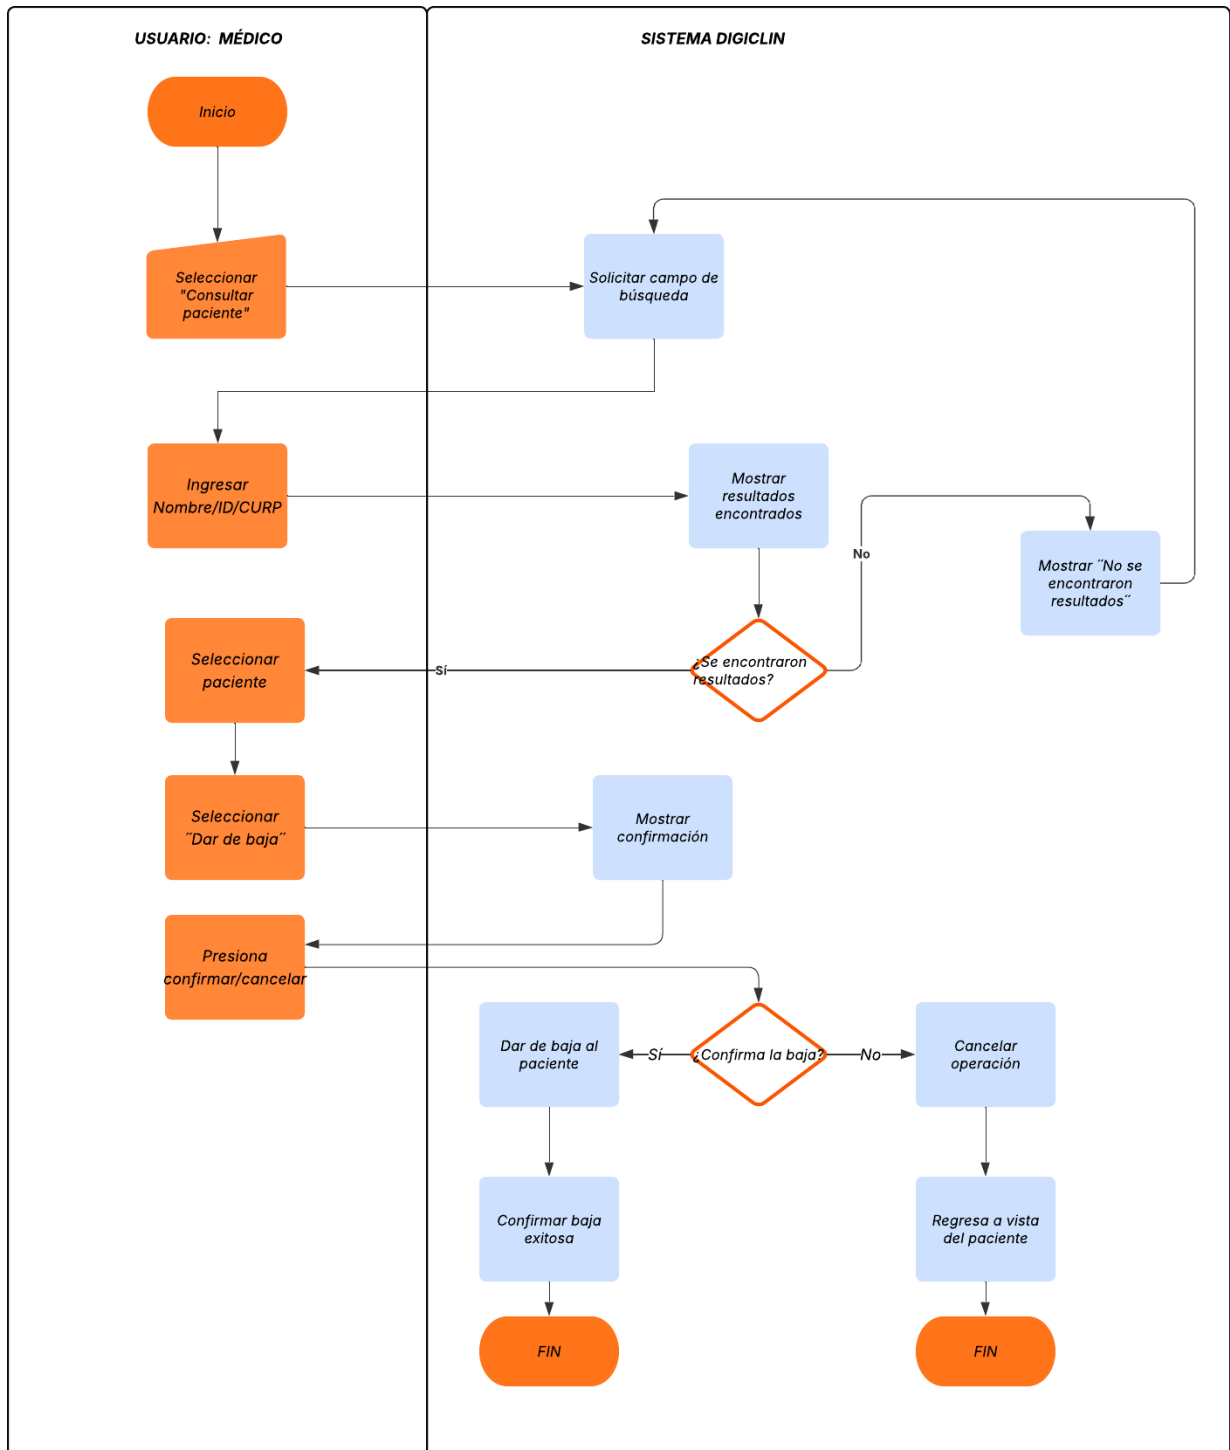 USUARIO: MÉDICO
SISTEMA DIGICLIN
Inicio
Seleccionar
"Consultar
paciente"
Solicitar campo de
búsqueda
Ingresar
Nombre/ID/CURP
Mostrar
resultados
encontrados
No
Mostrar ¨No se
encontraron
resultados¨
Seleccionar
paciente
Sí
¿Se encontraron
resultados?
Seleccionar
¨Dar de baja¨
Mostrar
confirmación
Presiona
confirmar/cancelar
Dar de baja al
paciente
Sí
¿Confirma la baja?
No
Cancelar
operación
Confirmar baja
exitosa
Regresa a vista
del paciente
FIN
FIN